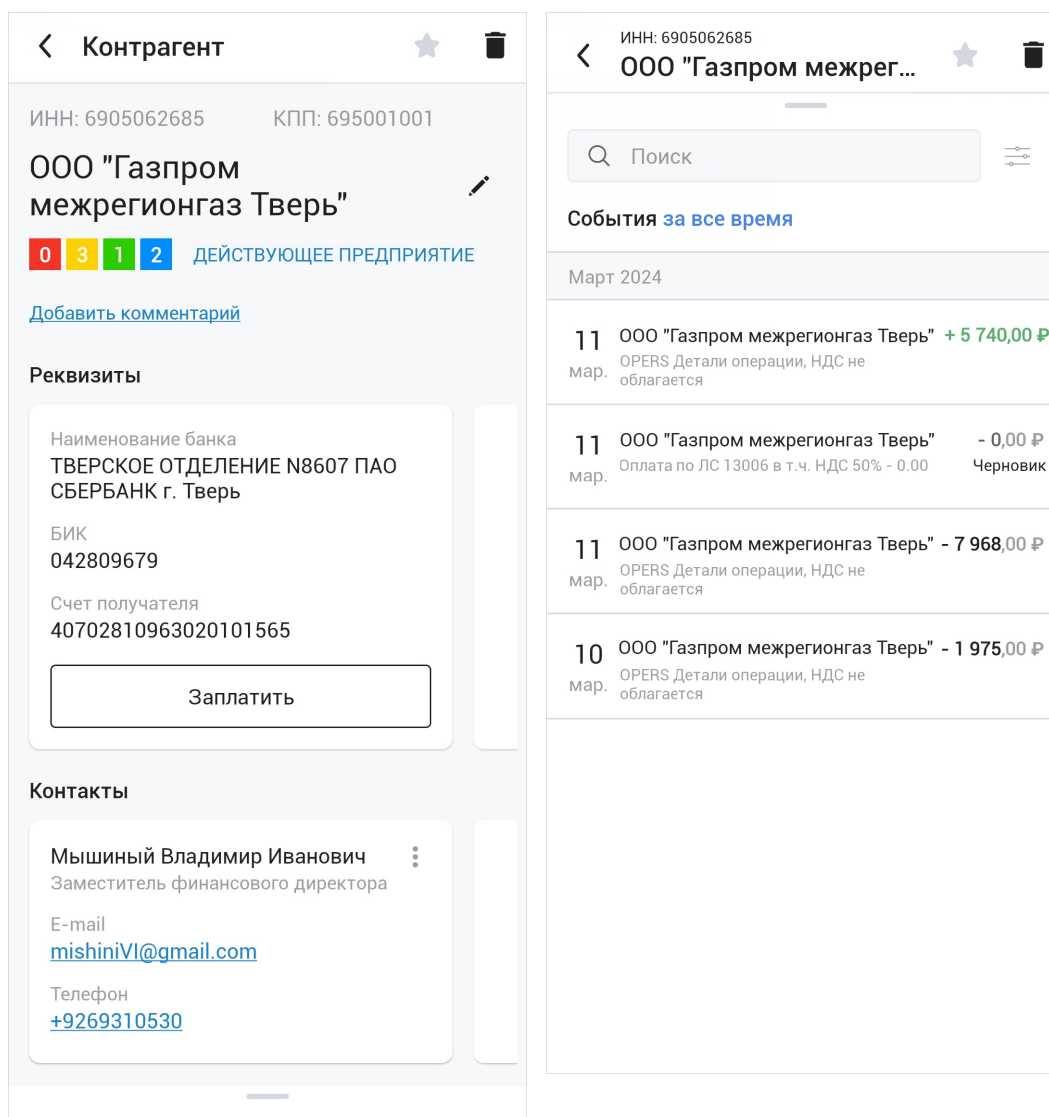 Контрагент
ИНН: 6905062685 КПП: 695001001
ООО "Газпром
межрегионгаз Тверь"
0 3 1 2 ДЕЙСТВУЮЩЕЕ ПРЕДПРИЯТИЕ
Добавить комментарий
Реквизиты
Наименование банка
ТВЕРСКОЕ ОТДЕЛЕНИЕ N8607 ПАО
СБЕРБАНК г. Тверь
БИК
042809679
Счет получателя
40702810963020101565
Заплатить
Контакты
Мышиный Владимир Иванович
Заместитель финансового директора
E-mail
mishiniVI@gmail.com
Телефон
+9269310530
ИНН: 6905062685
ООО "Газпром межрег...
Поиск
События за все время
Март 2024
11 ООО "Газпром межрегионгаз Тверь" + 5 740,00 ₽
мар. OPERS Детали операции, НДС не
облагается
11 ООО "Газпром межрегионгаз Тверь" - 0,00 ₽
мар. Оплата по ЛС 13006 в т.ч. НДС 50% - 0.00 Черновик
11 ООО "Газпром межрегионгаз Тверь" - 7 968,00 ₽
мар. OPERS Детали операции, НДС не
облагается
10 ООО "Газпром межрегионгаз Тверь" - 1 975,00 ₽
мар. OPERS Детали операции, НДС не
облагается